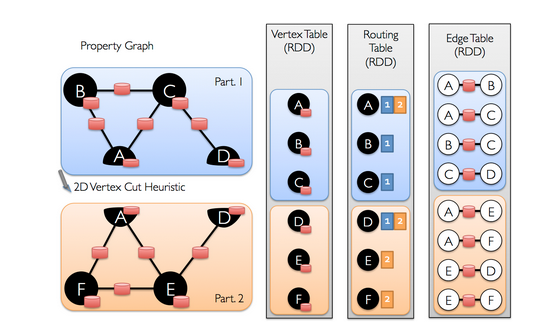 Property Graph
Part. 1
B
C
A
D
2D Vertex Cut Heuristic
A
D
F
E
Part. 2
Vertex Table
(RDD)
A
B
C
D
E
F
Routing
Table
(RDD)
A 1 2
B 1
C 1
D 1 2
E 2
F 2
Edge Table
(RDD)
A B
A C
B C
C D
A E
A F
E D
E F